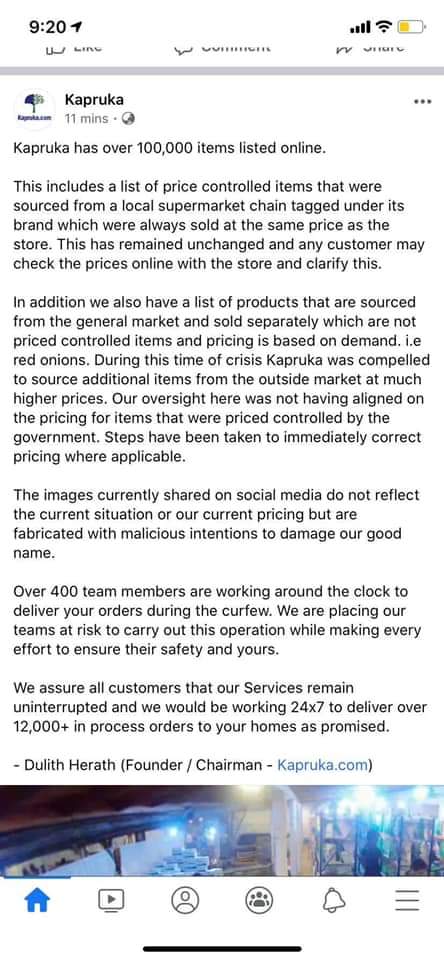 9:20
Like Comment Share
Kapruka
Kapruka.com
11 mins ·
Kapruka has over 100,000 items listed online.
This includes a list of price controlled items that were
sourced from a local supermarket chain tagged under its
brand which were always sold at the same price as the
store. This has remained unchanged and any customer may
check the prices online with the store and clarify this.
In addition we also have a list of products that are sourced
from the general market and sold separately which are not
priced controlled items and pricing is based on demand. i.e
red onions. During this time of crisis Kapruka was compelled
to source additional items from the outside market at much
higher prices. Our oversight here was not having aligned on
the pricing for items that were priced controlled by the
government. Steps have been taken to immediately correct
pricing where applicable.
The images currently shared on social media do not reflect
the current situation or our current pricing but are
fabricated with malicious intentions to damage our good
name.
Over 400 team members are working around the clock to
deliver your orders during the curfew. We are placing our
teams at risk to carry out this operation while making every
effort to ensure their safety and yours.
We assure all customers that our Services remain
uninterrupted and we would be working 24x7 to deliver over
12,000+ in process orders to your homes as promised.
- Dulith Herath (Founder / Chairman - Kapruka.com)